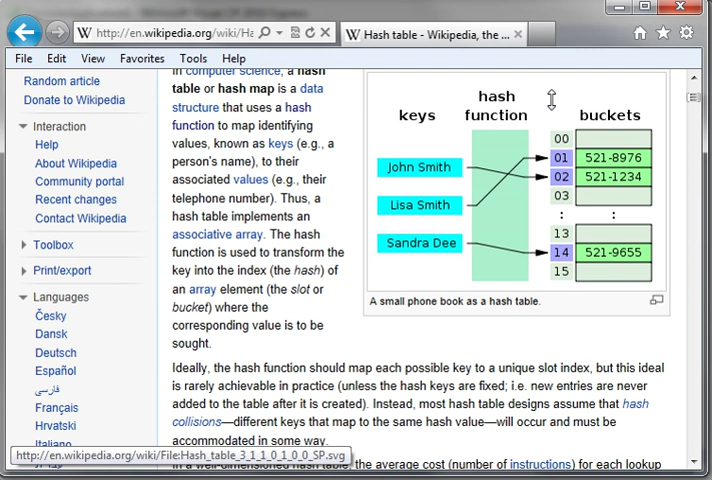 http://en.wikipedia.org/wiki/Ha
Hash table - Wikipedia, the ...
File Edit View Favorites Tools Help
Random article
Donate to Wikipedia
Interaction
Help
About Wikipedia
Community portal
Recent changes
Contact Wikipedia
Toolbox
Print/export
Languages
Česky
Dansk
Deutsch
Español
فارسی
Français
Hrvatski
Italiano
in computer science, a hash
table or hash map is a data
structure that uses a hash
function to map identifying
values, known as keys (e.g., a
person's name), to their
associated values (e.g., their
telephone number). Thus, a
hash table implements an
associative array. The hash
function is used to transform the
key into the index (the hash) of
an array element (the slot or
bucket) where the
corresponding value is to be
sought.
keys
hash
function
buckets
John Smith
Lisa Smith
Sandra Dee
00
01 521-8976
02 521-1234
03
: :
13
14 521-9655
15
A small phone book as a hash table.
Ideally, the hash function should map each possible key to a unique slot index, but this ideal
is rarely achievable in practice (unless the hash keys are fixed; i.e. new entries are never
added to the table after it is created). Instead, most hash table designs assume that hash
collisions—different keys that map to the same hash value—will occur and must be
accommodated in some way.
In a well-dimensioned hash table, the average cost (number of instructions) for each lookup
http://en.wikipedia.org/wiki/File:Hash_table_3_1_1_0_1_0_0_SP.svg